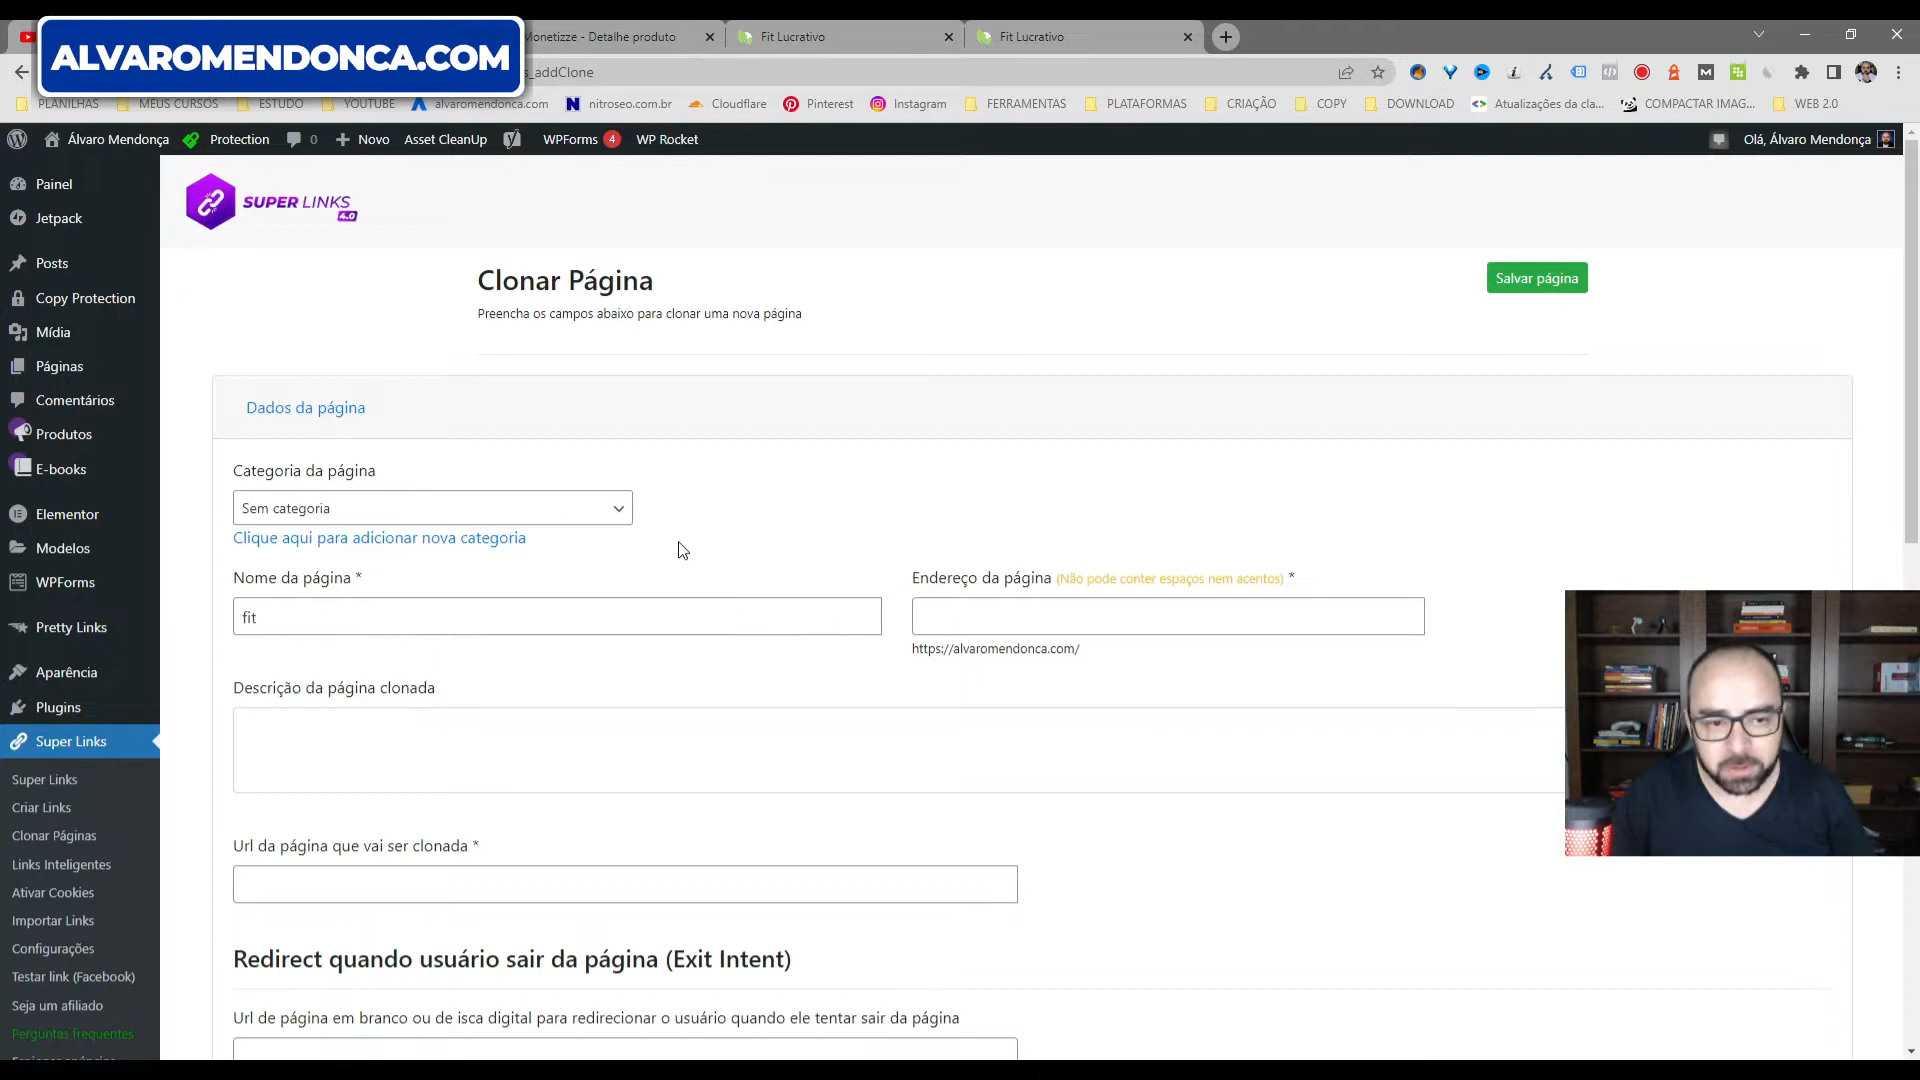 ALVAROMENDONCA.COM
Monetizze - Detalhe produto
Fit Lucrativo
Fit Lucrativo
s_addClone
PLANILHAS
MEUS CURSOS
ESTUDO
YOUTUBE
alvaromendonca.com
nitroseo.com.br
Cloudflare
Pinterest
Instagram
FERRAMENTAS
PLATAFORMAS
CRIAÇÃO
COPY
DOWNLOAD
Atualizações da cla...
COMPACTAR IMAG...
WEB 2.0
Álvaro Mendonça
Protection
0
Novo
Asset CleanUp
WPForms 4
WP Rocket
Olá, Álvaro Mendonça
Painel
Jetpack
Posts
Copy Protection
Mídia
Páginas
Comentários
Produtos
E-books
Elementor
Modelos
WPForms
Pretty Links
Aparência
Plugins
Super Links
Super Links
Criar Links
Clonar Páginas
Links Inteligentes
Ativar Cookies
Importar Links
Configurações
Testar link (Facebook)
Seja um afiliado
Perguntas frequentes
SUPER LINKS
4.0
Clonar Página
Salvar página
Preencha os campos abaixo para clonar uma nova página
Dados da página
Categoria da página
Sem categoria
Clique aqui para adicionar nova categoria
Nome da página *
Endereço da página (Não pode conter espaços nem acentos) *
fit
https://alvaromendonca.com/
Descrição da página clonada
Url da página que vai ser clonada *
Redirect quando usuário sair da página (Exit Intent)
Url de página em branco ou de isca digital para redirecionar o usuário quando ele tentar sair da página